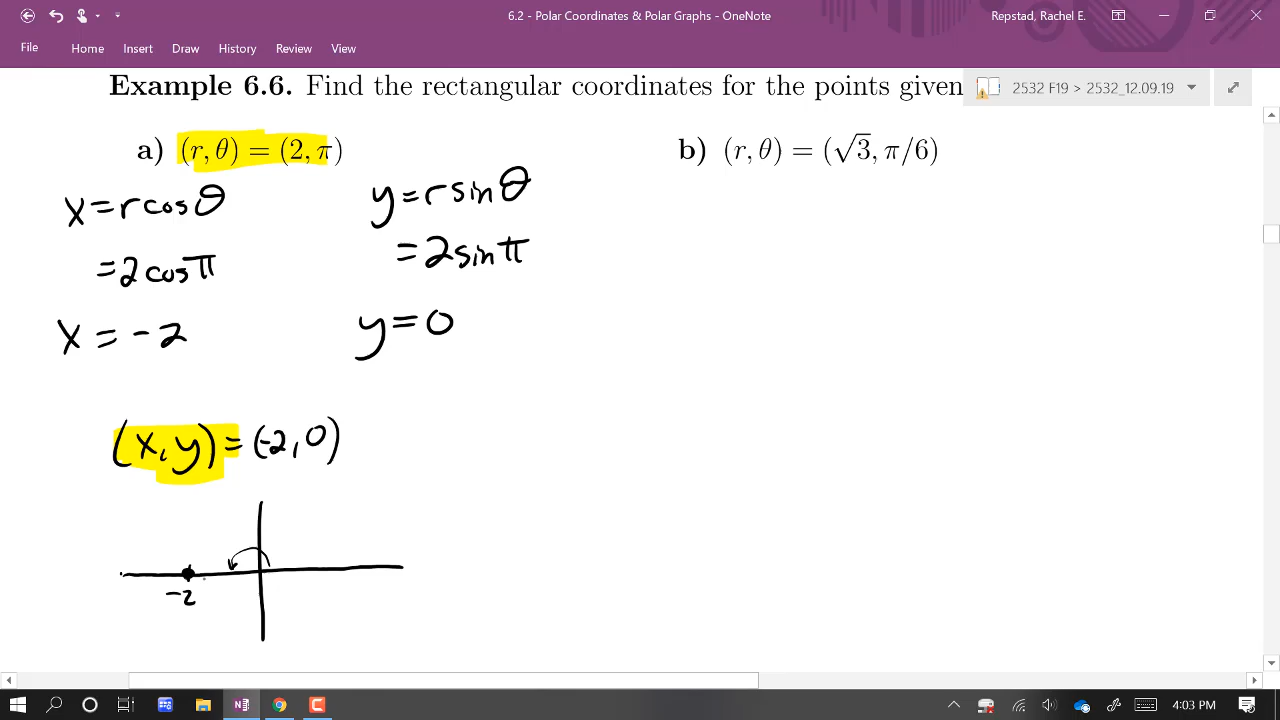 6.2 - Polar Coordinates & Polar Graphs - OneNote
Repstad, Rachel E.
File Home Insert Draw History Review View
Example 6.6. Find the rectangular coordinates for the points given
2532 F19 > 2532_12.09.19
a) (r, θ) = (2, π)
b) (r, θ) = (√3, π/6)
x = r cos θ
y = r sin θ
= 2 cos π
= 2 sin π
x = -2
y = 0
(x, y) = (-2, 0)
-2
4:03 PM